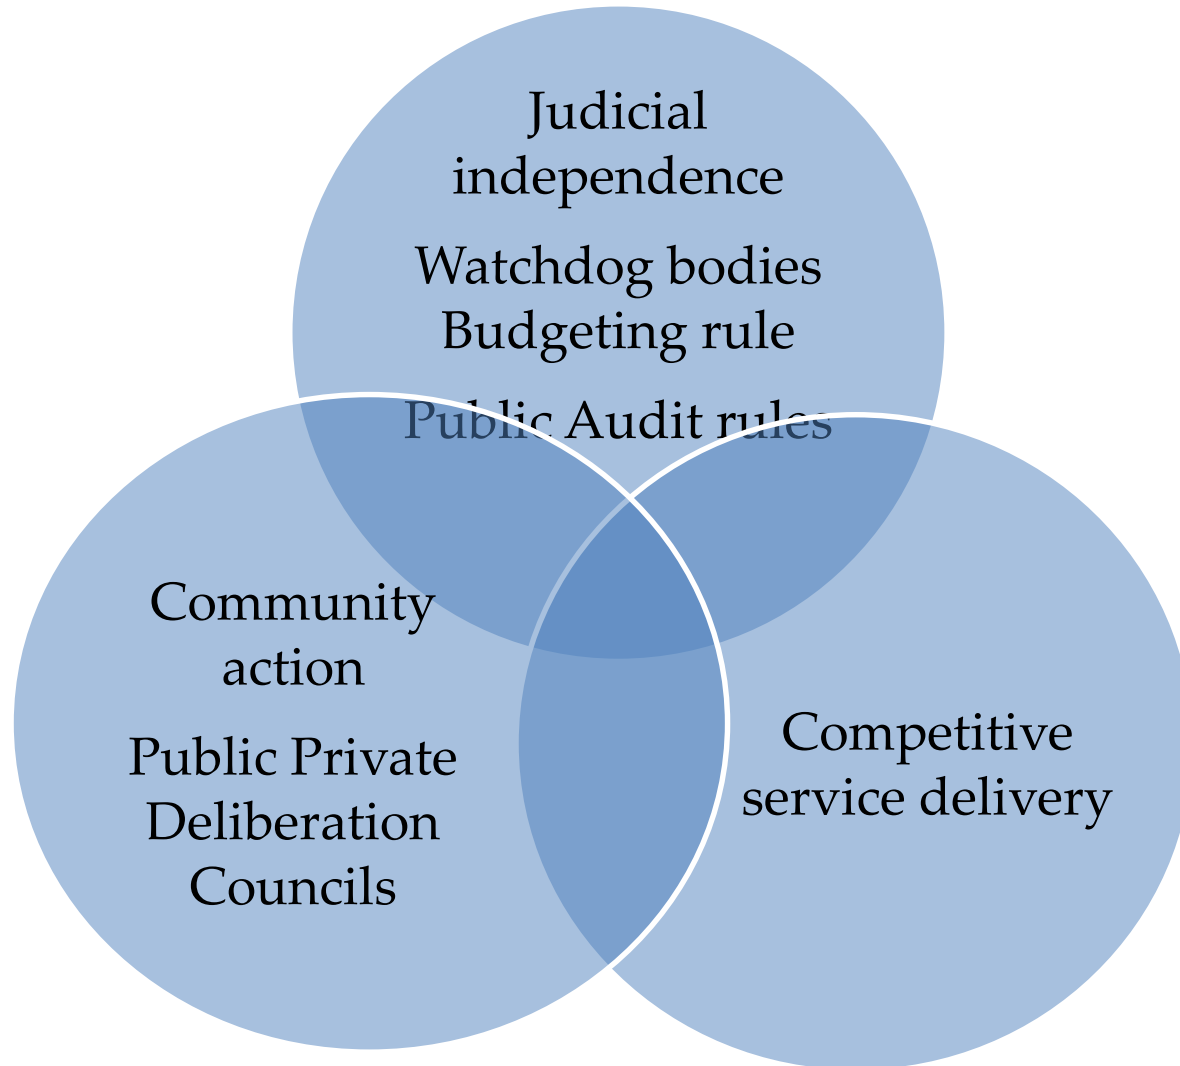 Judicial
independence
Watchdog bodies
Budgeting rule
Public Audit rules
Community
action
Public Private
Deliberation
Councils
Competitive
service delivery